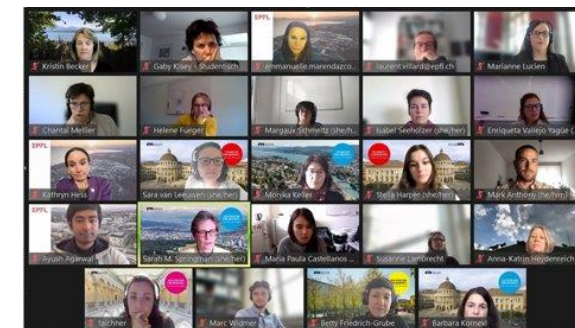 Kristin Becker
Gaby Kläey - Studentisch
emmanuelle.marendazco...
laurent.villard@epfl.ch
Marianne Lucien
Chantal Mellier
Helene Fueger
Margaux Schmeltz (she/h...
Isabel Seeholzer (she/her)
Enriqueta Vallejo Yagüe (...
EPFL
EPFL
Kathryn Hess
Sara van Leeuwen (she/her)
Monika Keller
Stella Harper (she/her)
Mark Anthony (he/him)
EPFL
Ayush Agarwal
Sarah M. Springman (she/her)
Maria Paula Castellanos ...
Susanne Lambrecht
Anna-Katrin Heydenreich
taichner
Marc Widmer
Betty Friedrich-Grube
Barbara Kornexl